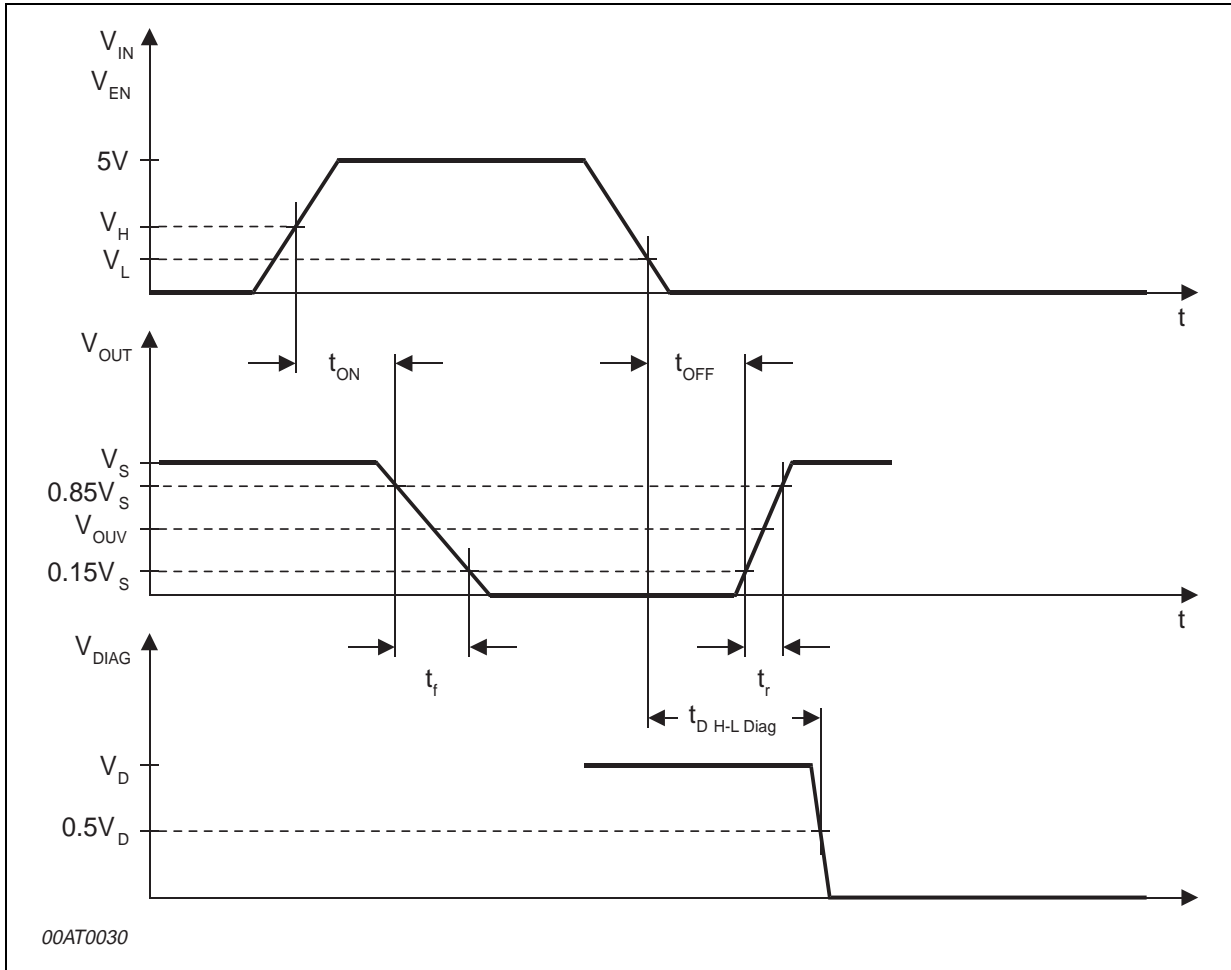 V_IN
V_EN
5V
V_H
V_L
t
V_OUT
t_ON
t_OFF
V_S
0.85V_S
V_OUV
0.15V_S
t
V_DIAG
t_f
t_r
t_D H-L Diag
V_D
0.5V_D
t
00AT0030